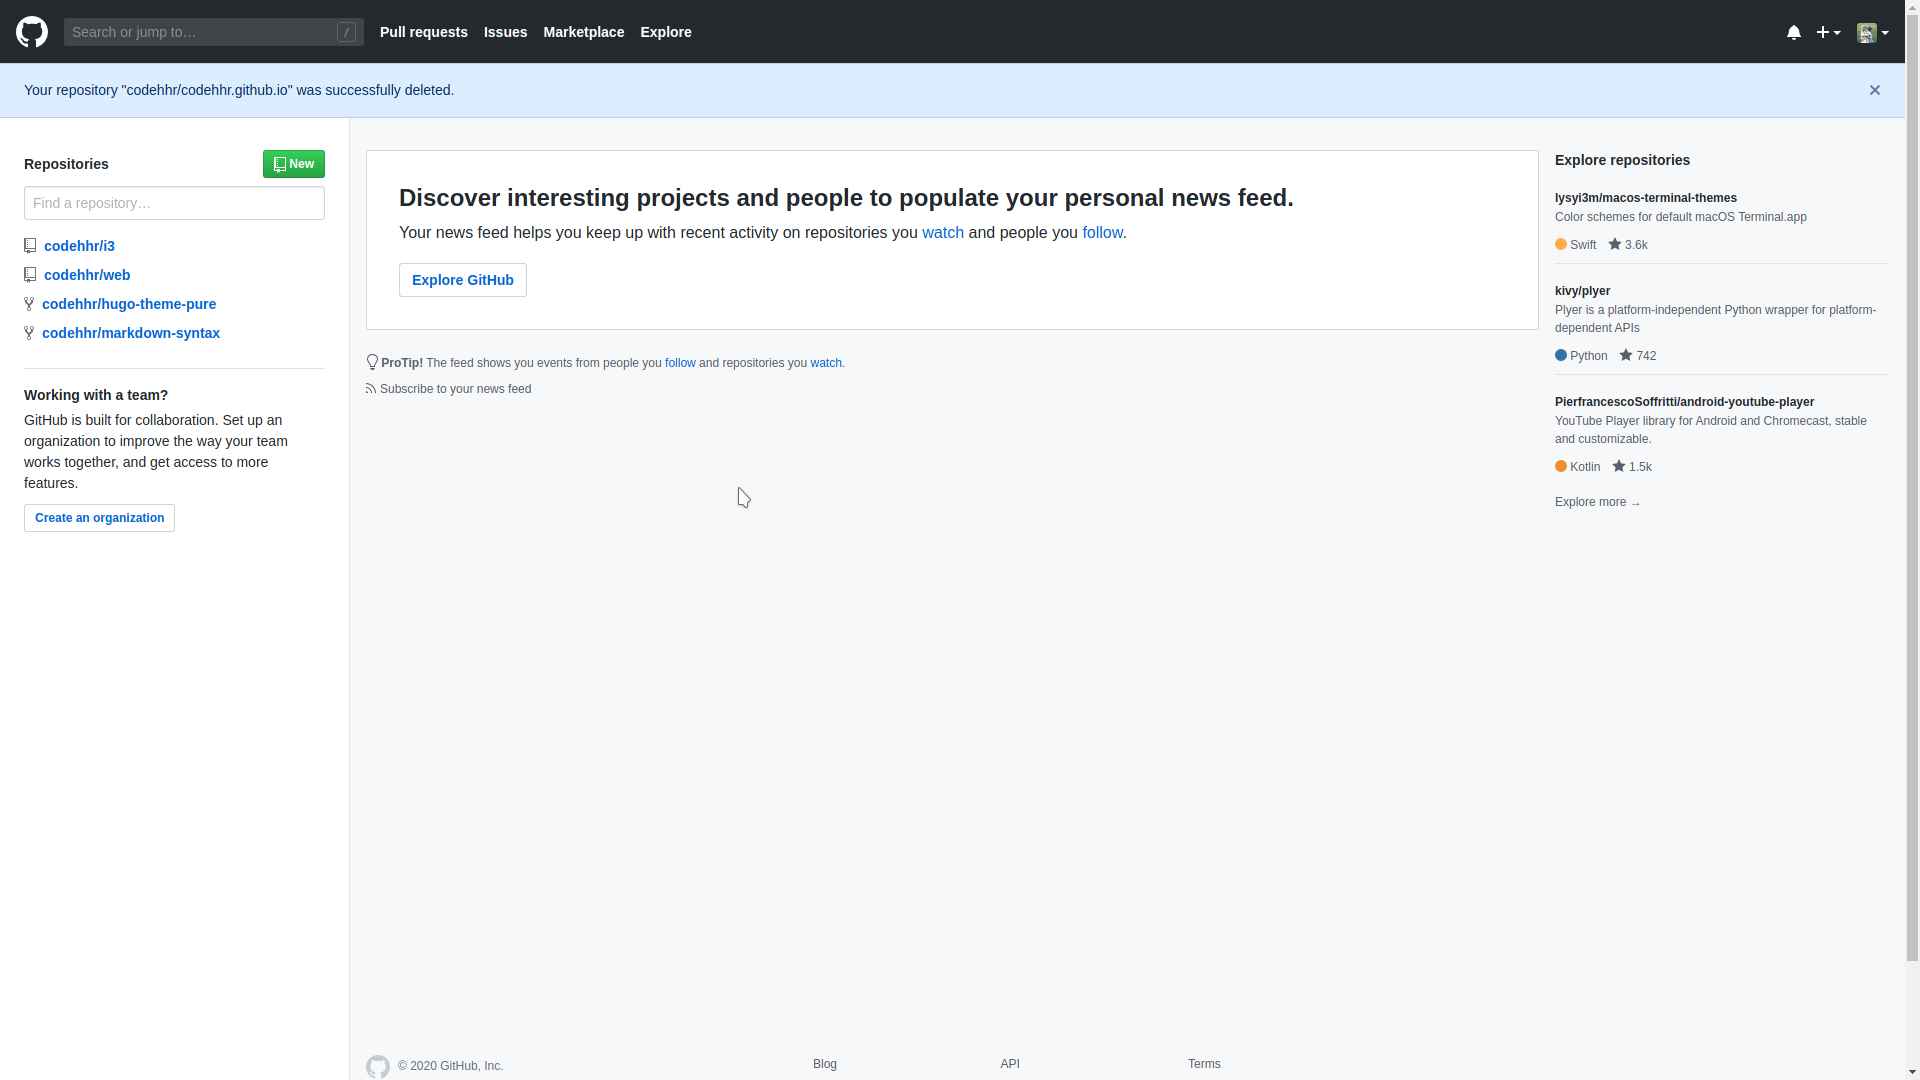 Search or jump to…
/
Pull requests
Issues
Marketplace
Explore
Your repository "codehhr/codehhr.github.io" was successfully deleted.
Repositories
New
Find a repository…
codehhr/i3
codehhr/web
codehhr/hugo-theme-pure
codehhr/markdown-syntax
Working with a team?
GitHub is built for collaboration. Set up an
organization to improve the way your team
works together, and get access to more
features.
Create an organization
Discover interesting projects and people to populate your personal news feed.
Your news feed helps you keep up with recent activity on repositories you watch and people you follow.
Explore GitHub
ProTip! The feed shows you events from people you follow and repositories you watch.
Subscribe to your news feed
Explore repositories
lysyi3m/macos-terminal-themes
Color schemes for default macOS Terminal.app
Swift 3.6k
kivy/plyer
Plyer is a platform-independent Python wrapper for platform-
dependent APIs
Python 742
PierfrancescoSoffritti/android-youtube-player
YouTube Player library for Android and Chromecast, stable
and customizable.
Kotlin 1.5k
Explore more →
© 2020 GitHub, Inc.
Blog
API
Terms